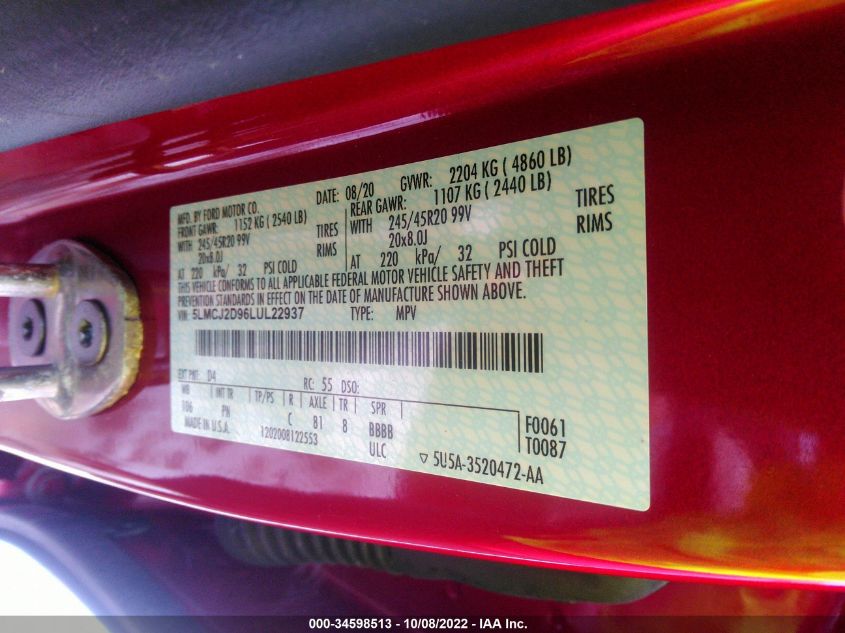 MFD. BY FORD MOTOR CO. DATE: 08/20 GVWR: 2204 KG ( 4860 LB)
FRONT GAWR: 1152 KG ( 2540 LB) REAR GAWR: 1107 KG ( 2440 LB)
WITH 245/45R20 99V TIRES WITH 245/45R20 99V TIRES
20x8.0J RIMS 20x8.0J RIMS
AT 220 kPa/ 32 PSI COLD AT 220 kPa/ 32 PSI COLD
THIS VEHICLE CONFORMS TO ALL APPLICABLE FEDERAL MOTOR VEHICLE SAFETY AND THEFT
PREVENTION STANDARDS IN EFFECT ON THE DATE OF MANUFACTURE SHOWN ABOVE.
VIN: 5LMCJ2D96LUL22937 TYPE: MPV
EXT PNT: D4 RC: 55 DSO:
WB INT TR TP/PS R AXLE TR SPR
106 PN C B1 8 BBBB F0061
MADE IN U.S.A. ULC T0087
1202008122553
5U5A-3520472-AA
000-34598513 - 10/08/2022 - IAA Inc.